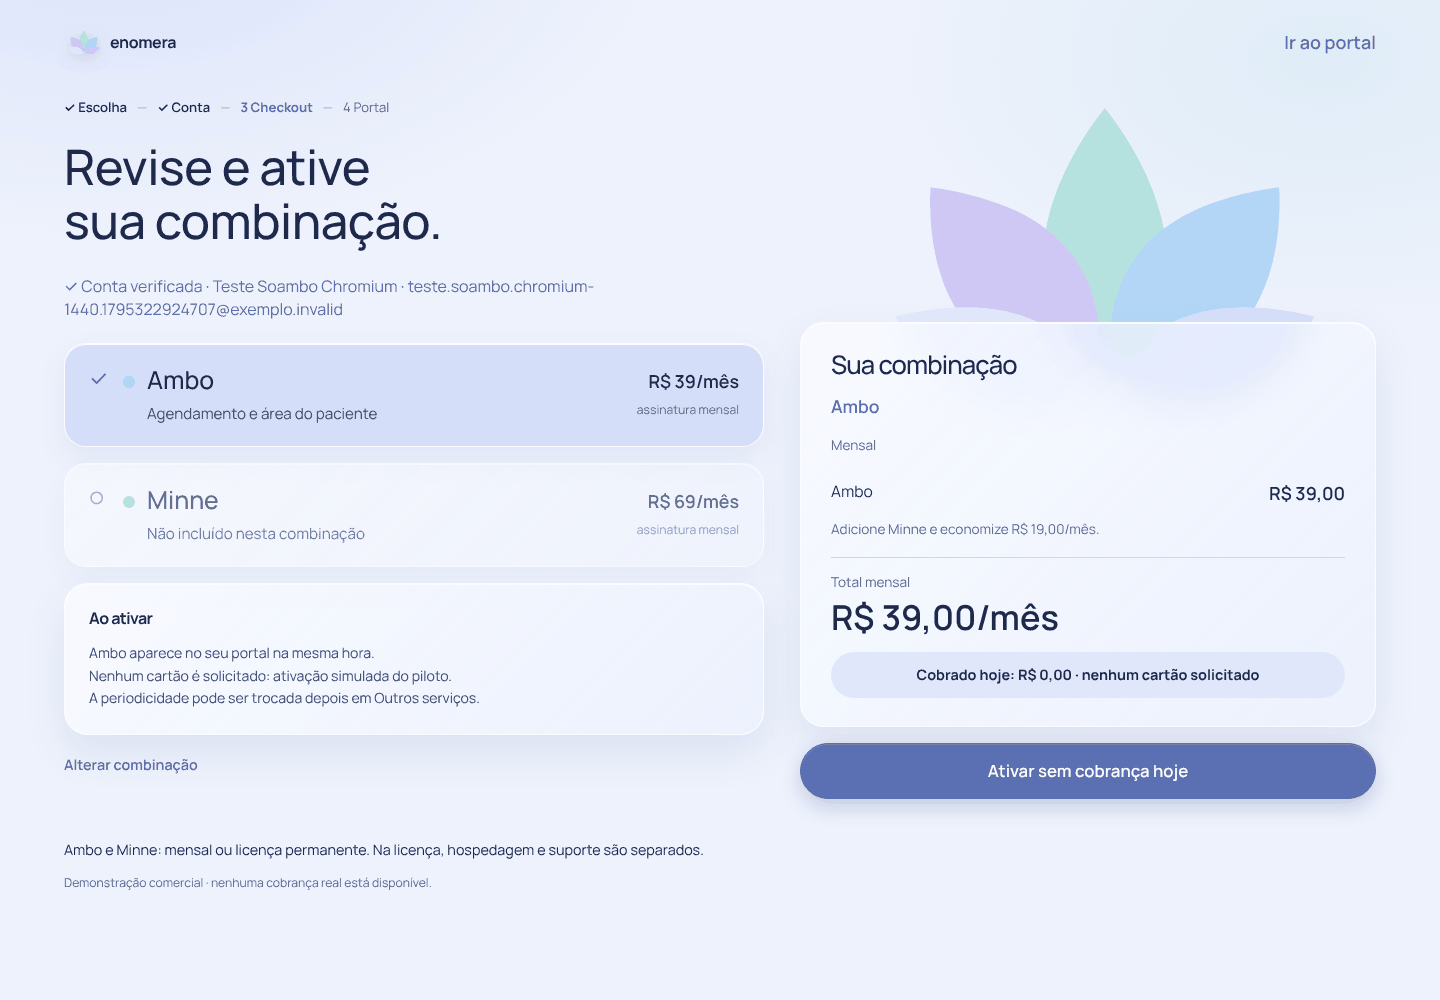 enomera
Ir ao portal
✓ Escolha — ✓ Conta — 3 Checkout — 4 Portal
Revise e ative
sua combinação.
✓ Conta verificada · Teste Soambo Chromium · teste.soambo.chromium-
1440.1795322924707@exemplo.invalid
Ambo
R$ 39/mês
Agendamento e área do paciente
assinatura mensal
Minne
R$ 69/mês
Não incluído nesta combinação
assinatura mensal
Ao ativar
Ambo aparece no seu portal na mesma hora.
Nenhum cartão é solicitado: ativação simulada do piloto.
A periodicidade pode ser trocada depois em Outros serviços.
Alterar combinação
Sua combinação
Ambo
Mensal
Ambo
R$ 39,00
Adicione Minne e economize R$ 19,00/mês.
Total mensal
R$ 39,00/mês
Cobrado hoje: R$ 0,00 · nenhum cartão solicitado
Ativar sem cobrança hoje
Ambo e Minne: mensal ou licença permanente. Na licença, hospedagem e suporte são separados.
Demonstração comercial · nenhuma cobrança real está disponível.